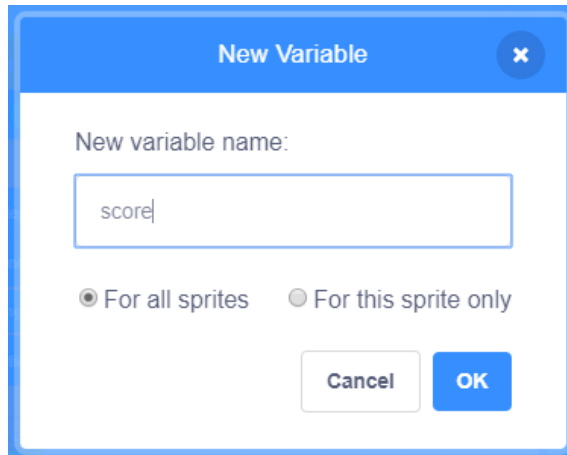 New Variable
New variable name:
score
For all sprites For this sprite only
Cancel OK